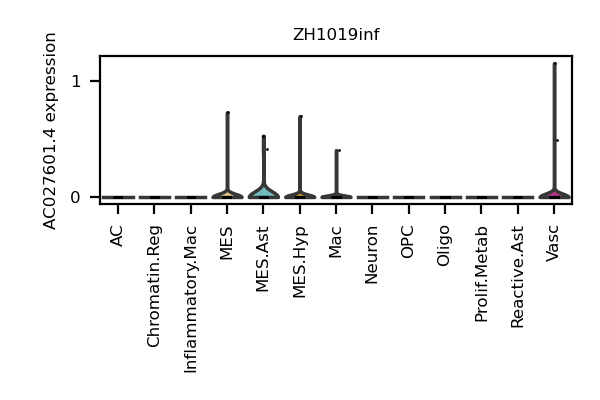 ZH1019inf
AC027601.4 expression
1
0
AC
Chromatin.Reg
Inflammatory.Mac
MES
MES.Ast
MES.Hyp
Mac
Neuron
OPC
Oligo
Prolif.Metab
Reactive.Ast
Vasc